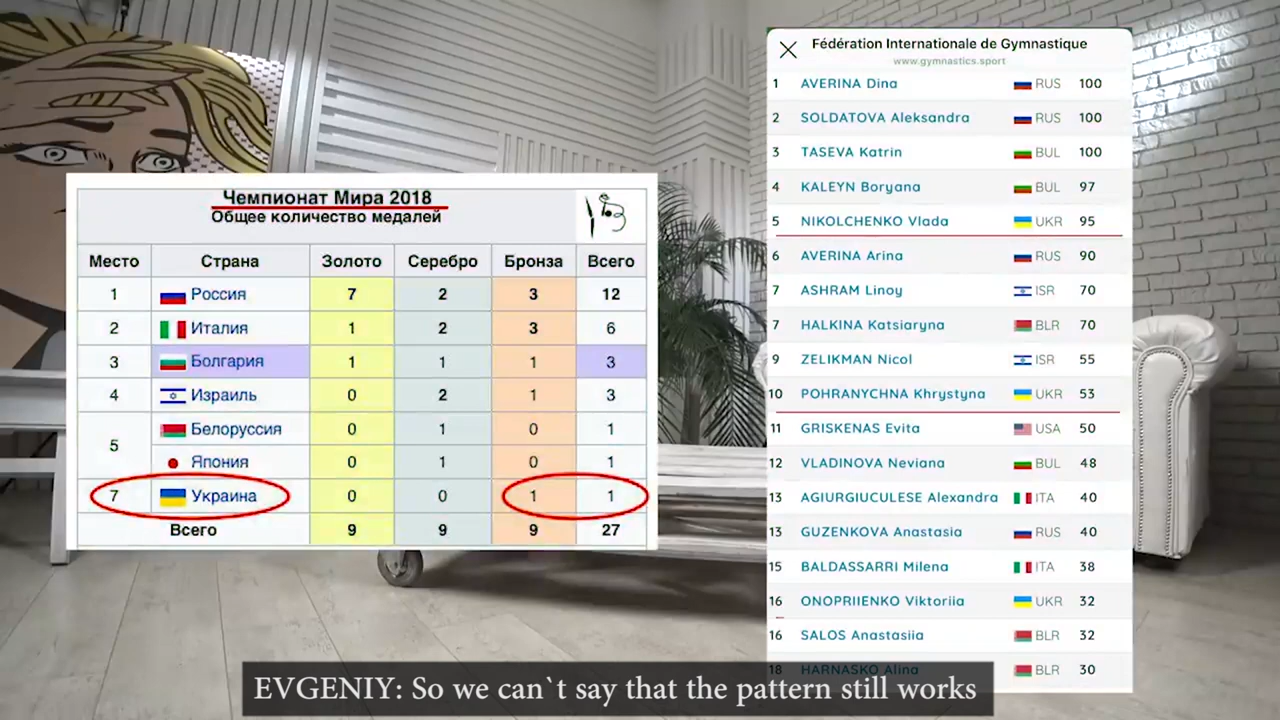 Чемпионат Мира 2018
Общее количество медалей
Место Страна Золото Серебро Бронза Всего
1 Россия 7 2 3 12
2 Италия 1 2 3 6
3 Болгария 1 1 1 3
4 Израиль 0 2 1 3
5 Белоруссия 0 1 0 1
Япония 0 1 0 1
7 Украина 0 0 1 1
Всего 9 9 9 27
Fédération Internationale de Gymnastique
www.gymnastics.sport
1 AVERINA Dina RUS 100
2 SOLDATOVA Aleksandra RUS 100
3 TASEVA Katrin BUL 100
4 KALEYN Boryana BUL 97
5 NIKOLCHENKO Vlada UKR 95
6 AVERINA Arina RUS 90
7 ASHRAM Linoy ISR 70
7 HALKINA Katsiaryna BLR 70
9 ZELIKMAN Nicol ISR 55
10 POHRANYCHNA Khrystyna UKR 53
11 GRISKENAS Evita USA 50
12 VLADINOVA Neviana BUL 48
13 AGIURGIUCULESE Alexandra ITA 40
13 GUZENKOVA Anastasia RUS 40
15 BALDASSARRI Milena ITA 38
16 ONOPRIIENKO Viktoriia UKR 32
16 SALOS Anastasiia BLR 32
18 HARNASKO Alina BLR 30
EVGENIY: So we can`t say that the pattern still works